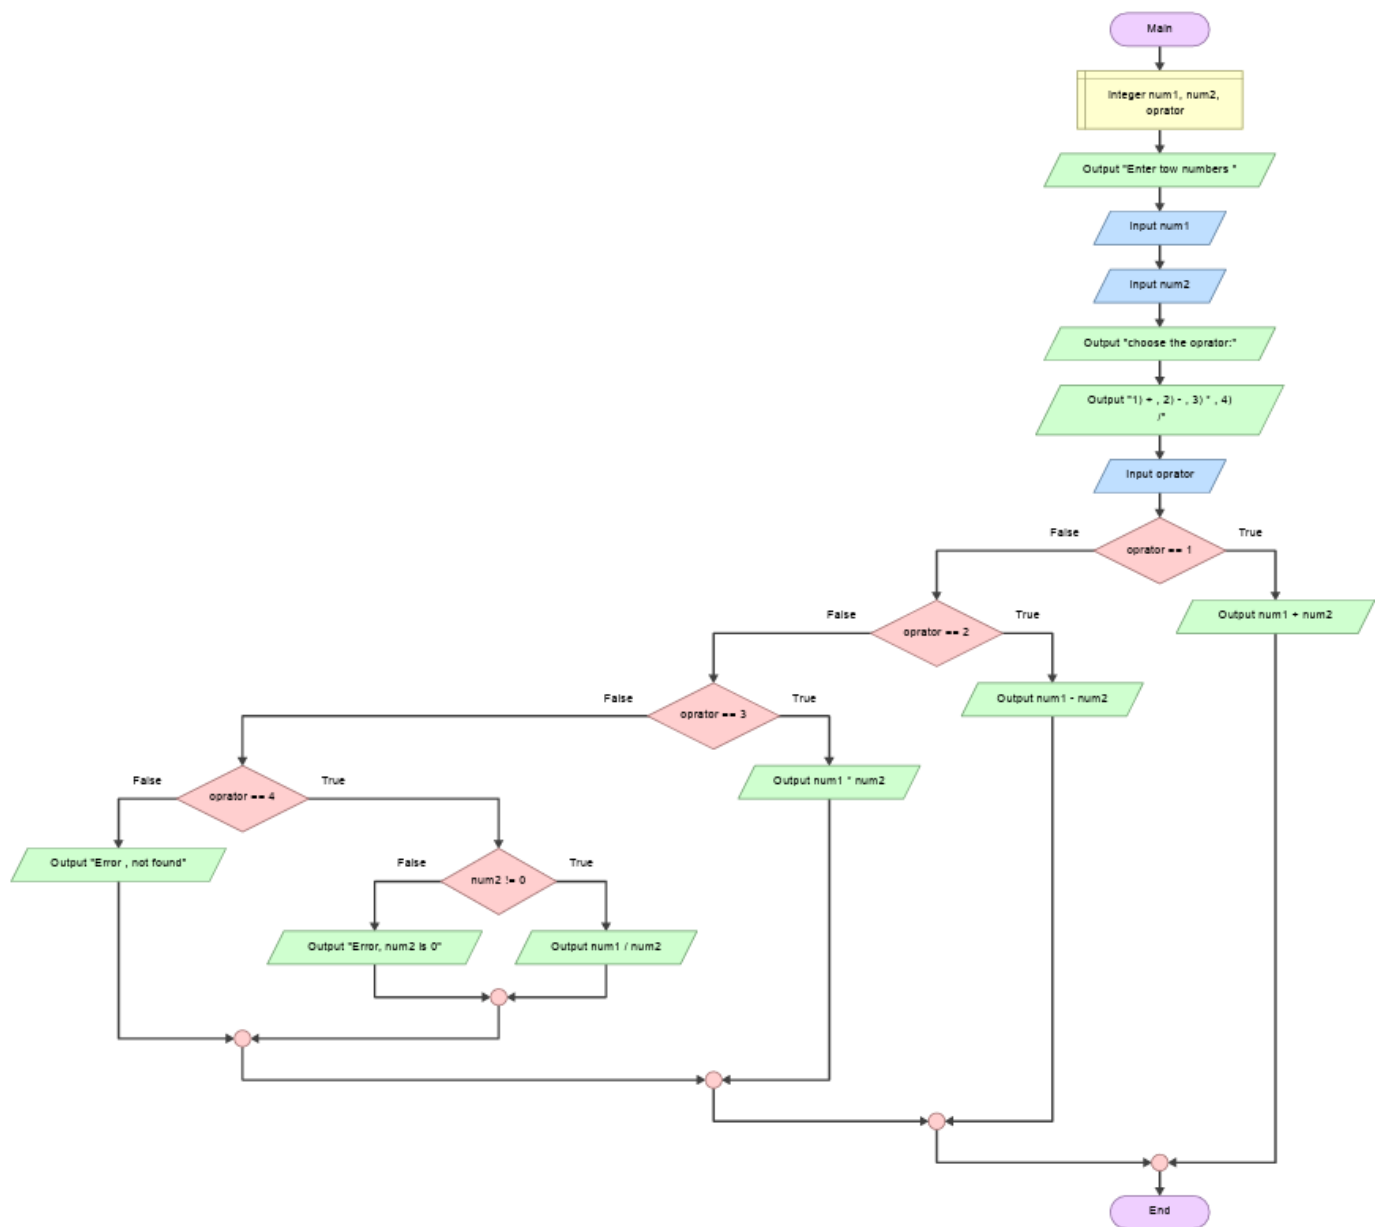 Main
Integer num1, num2,
oprator
Output "Enter tow numbers "
Input num1
Input num2
Output "choose the oprator:"
Output "1) + , 2) - , 3) * , 4)
/"
Input oprator
False
oprator == 1
True
Output num1 + num2
False
oprator == 2
True
Output num1 - num2
False
oprator == 3
True
Output num1 * num2
False
oprator == 4
True
Output "Error , not found"
False
num2 != 0
True
Output "Error, num2 is 0"
Output num1 / num2
End